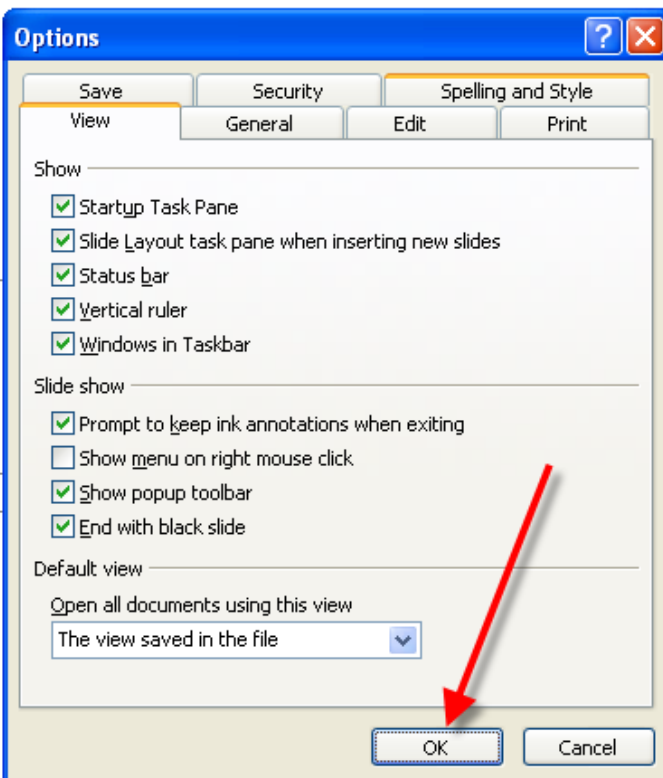 Options
Save Security Spelling and Style
View General Edit Print
Show
Startup Task Pane
Slide Layout task pane when inserting new slides
Status bar
Vertical ruler
Windows in Taskbar
Slide show
Prompt to keep ink annotations when exiting
Show menu on right mouse click
Show popup toolbar
End with black slide
Default view
Open all documents using this view
The view saved in the file
OK Cancel